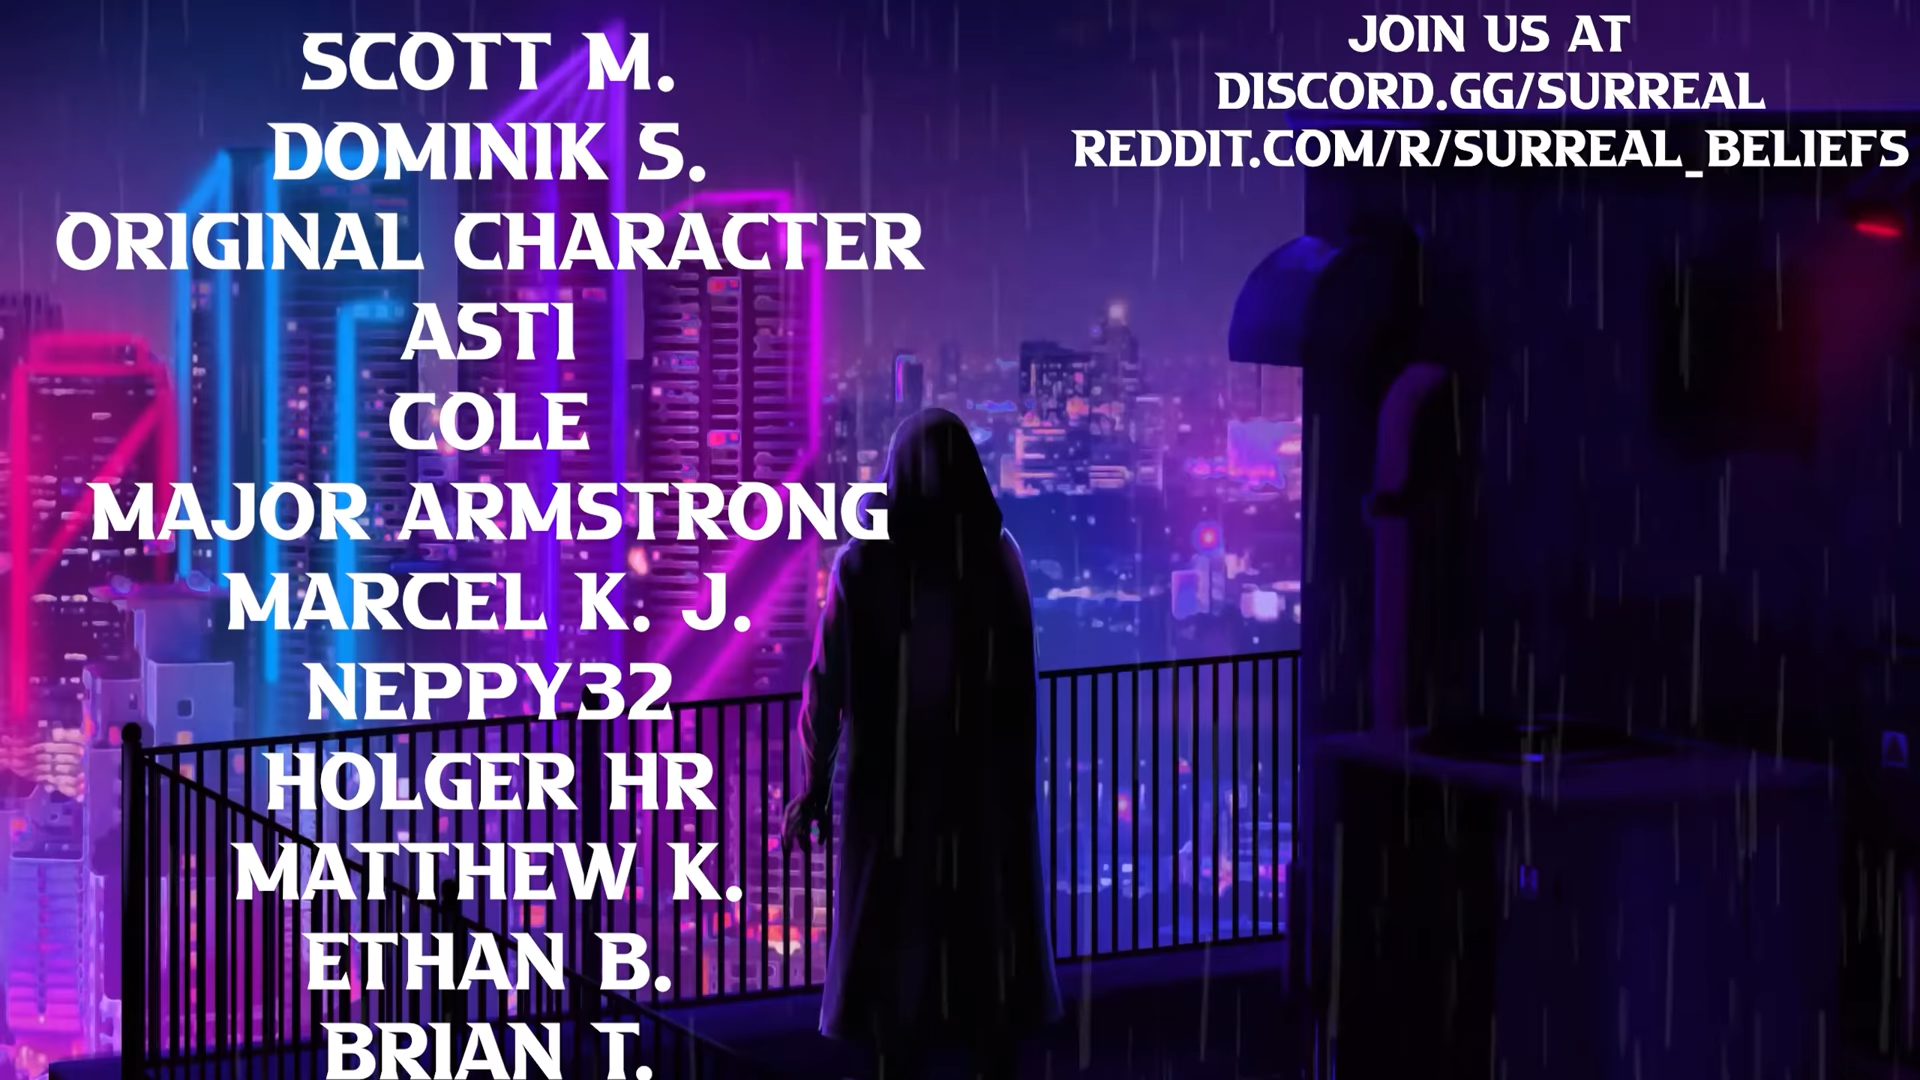 SCOTT M.
DOMINIK S.
ORIGINAL CHARACTER
ASTI
COLE
MAJOR ARMSTRONG
MARCEL K. J.
NEPPY32
HOLGER HR
MATTHEW K.
ETHAN B.
BRIAN T.
JOIN US AT
DISCORD.GG/SURREAL
REDDIT.COM/R/SURREAL_BELIEFS